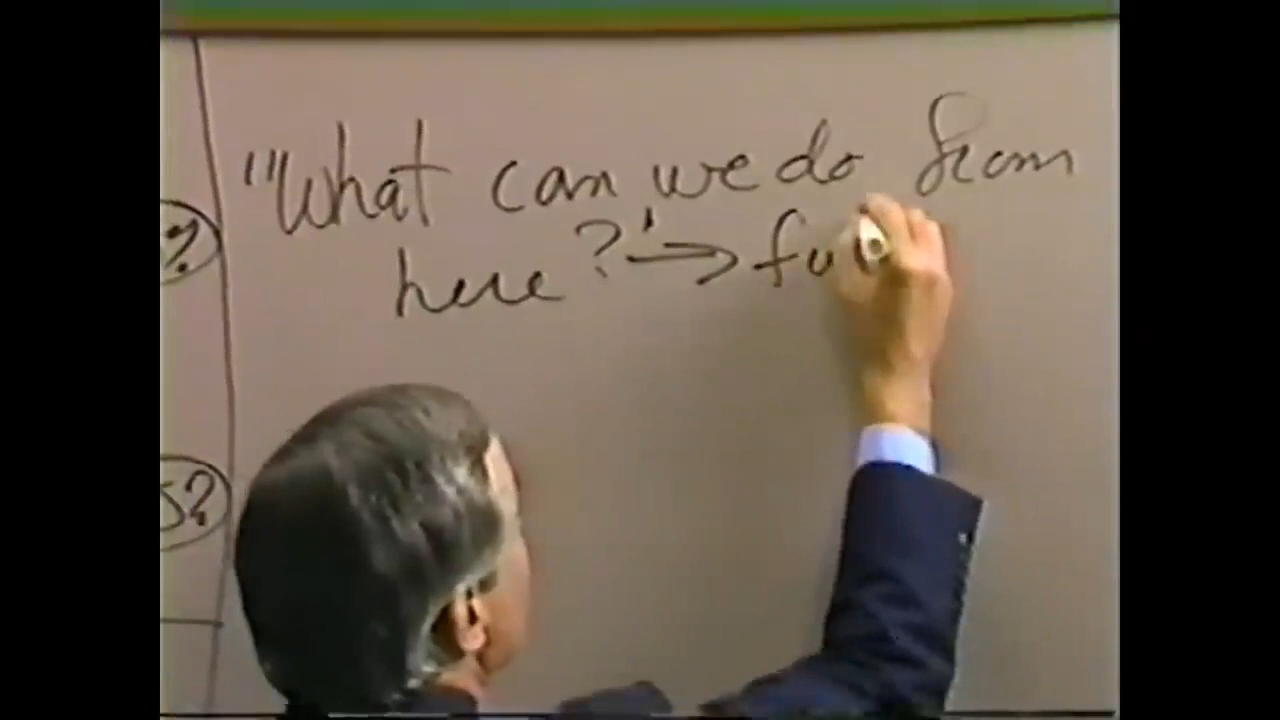 "What can we do from
here?' → fu
%
S?